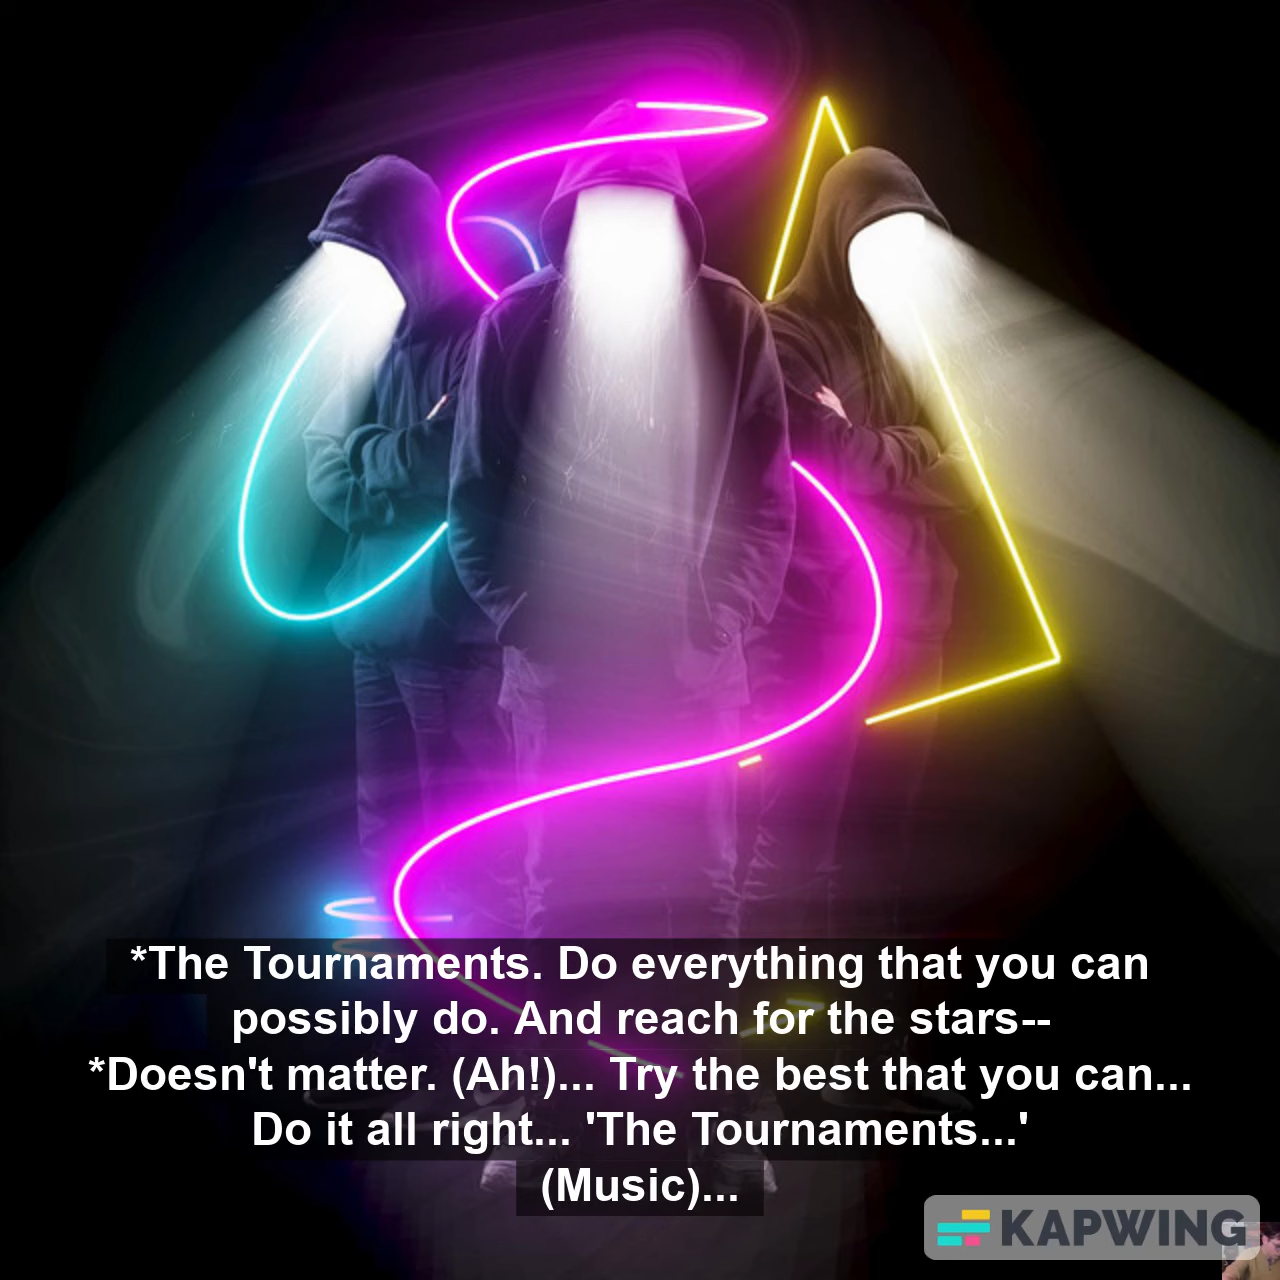 *The Tournaments. Do everything that you can
possibly do. And reach for the stars--
*Doesn't matter. (Ah!)... Try the best that you can...
Do it all right... 'The Tournaments...'
(Music)...
KAPWING